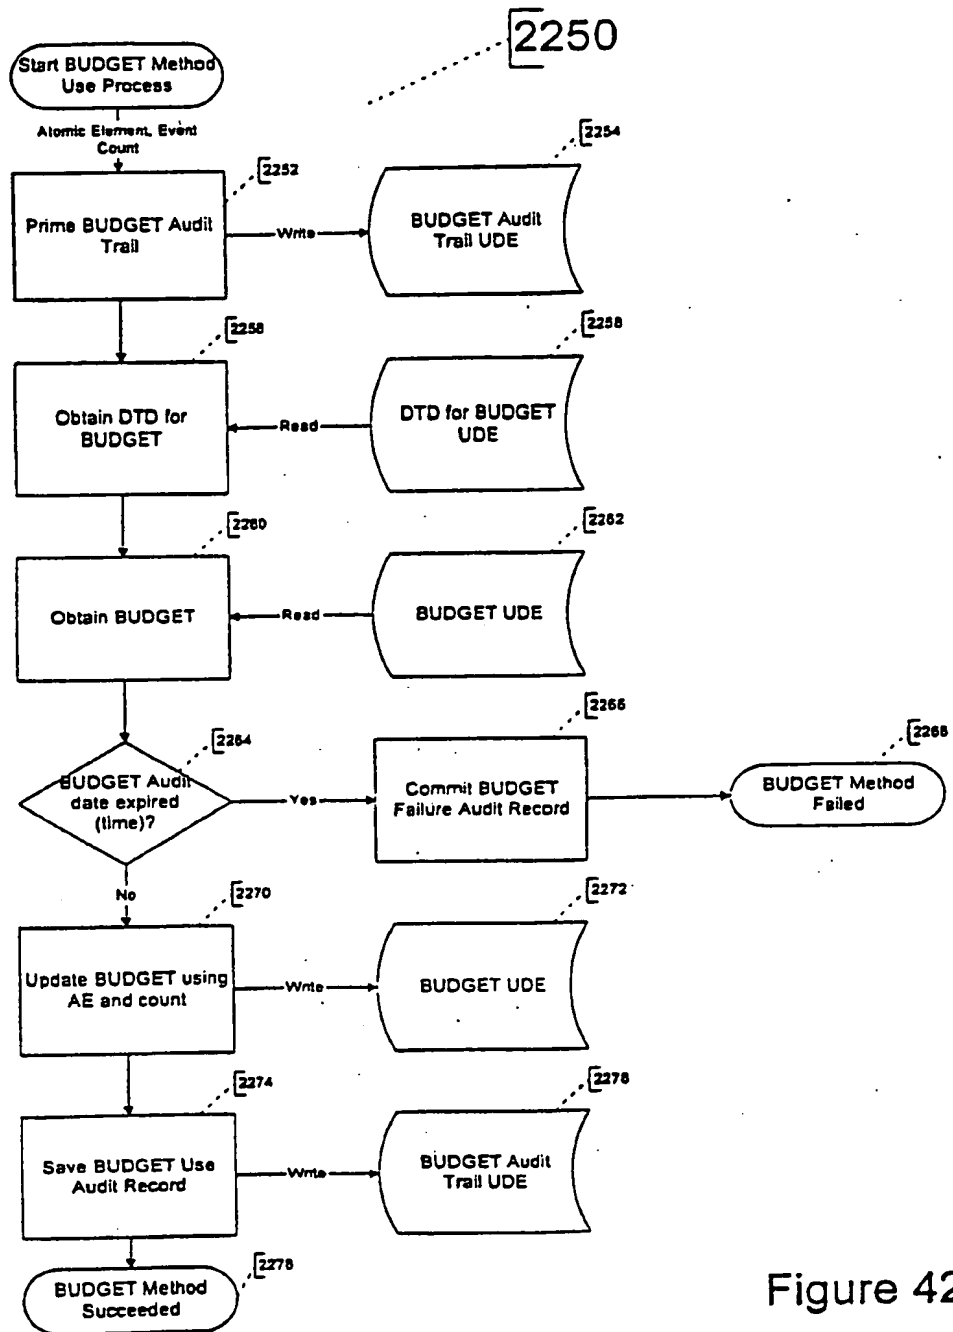 2250
Start BUDGET Method
Use Process
Atomic Element, Event
Count
2252
2254
Prime BUDGET Audit
Trail
Write
BUDGET Audit
Trail UDE
2258
2258
Obtain DTD for
BUDGET
Read
DTD for BUDGET
UDE
2260
2262
Obtain BUDGET
Read
BUDGET UDE
2264
2266
2268
BUDGET Audit
date expired
(time)?
Yes
Commit BUDGET
Failure Audit Record
BUDGET Method
Failed
No
2270
2272
Update BUDGET using
AE and count
Write
BUDGET UDE
2274
2276
Save BUDGET Use
Audit Record
Write
BUDGET Audit
Trail UDE
2278
BUDGET Method
Succeeded
Figure 42